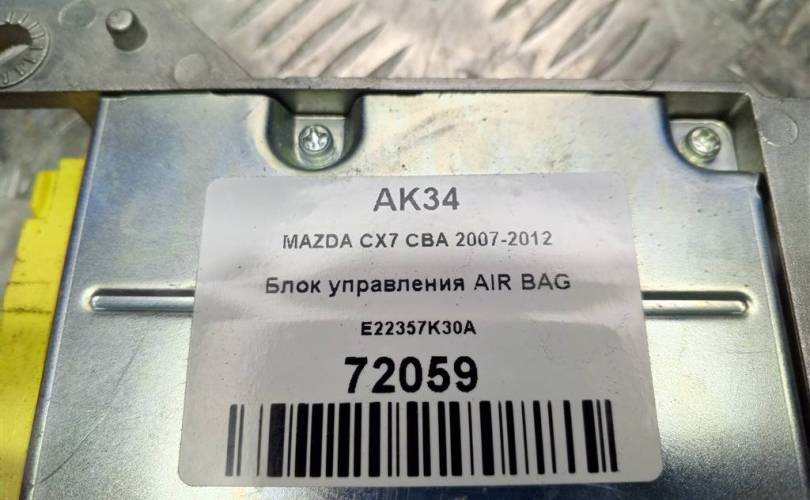 AK34
MAZDA CX7 CBA 2007-2012
Блок управления AIR BAG
E22357K30A
72059